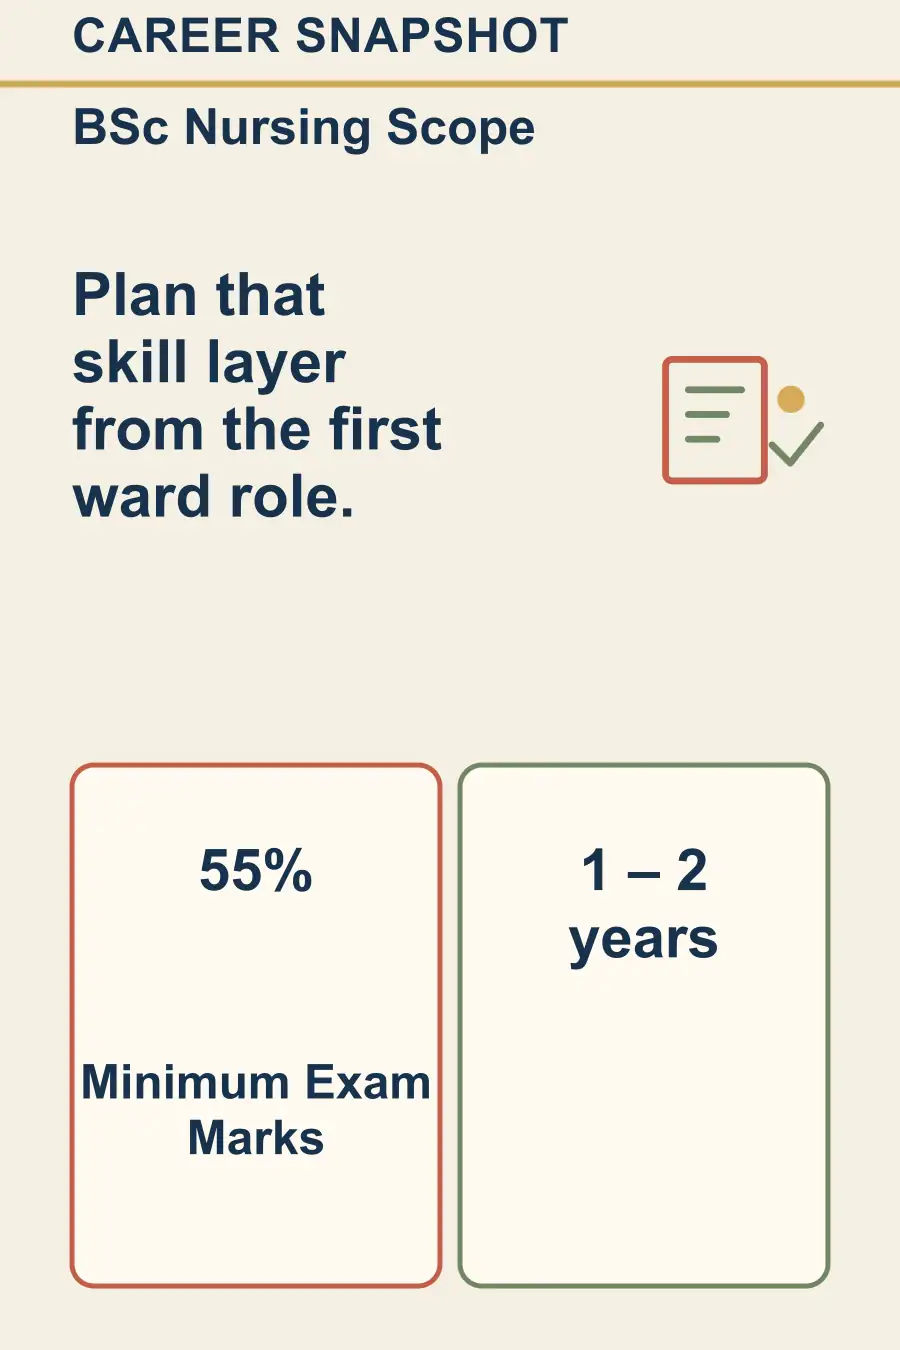 CAREER SNAPSHOT
BSc Nursing Scope
Plan that
skill layer
from the first
ward role.
55%
Minimum Exam
Marks
1 – 2
years